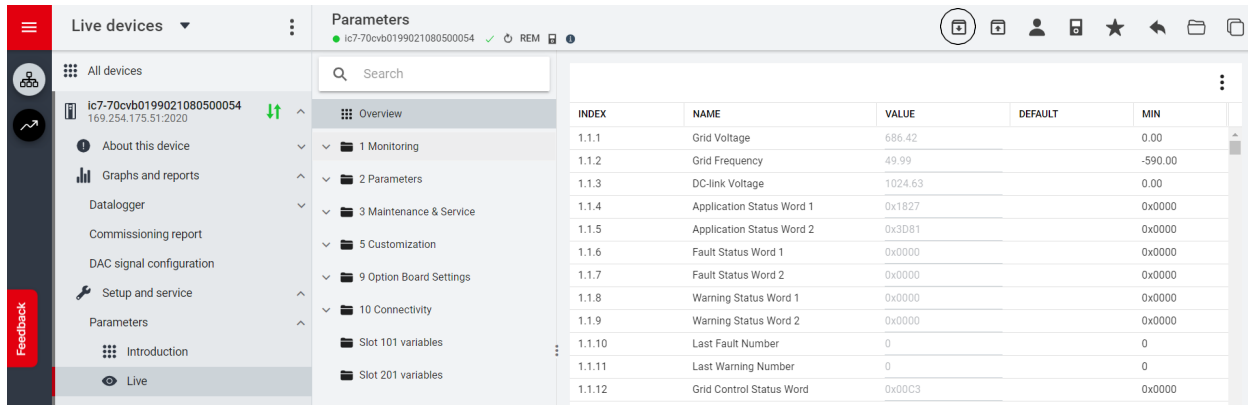 Live devices
Parameters
ic7-70cvb0199021080500054 REM
All devices
ic7-70cvb0199021080500054
169.254.175.51:2020
About this device
Graphs and reports
Datalogger
Commissioning report
DAC signal configuration
Setup and service
Parameters
Introduction
Live
Feedback
Search
Overview
1 Monitoring
2 Parameters
3 Maintenance & Service
5 Customization
9 Option Board Settings
10 Connectivity
Slot 101 variables
Slot 201 variables
INDEX NAME VALUE DEFAULT MIN
1.1.1 Grid Voltage 686.42 0.00
1.1.2 Grid Frequency 49.99 -590.00
1.1.3 DC-link Voltage 1024.63 0.00
1.1.4 Application Status Word 1 0x1827 0x0000
1.1.5 Application Status Word 2 0x3D81 0x0000
1.1.6 Fault Status Word 1 0x0000 0x0000
1.1.7 Fault Status Word 2 0x0000 0x0000
1.1.8 Warning Status Word 1 0x0000 0x0000
1.1.9 Warning Status Word 2 0x0000 0x0000
1.1.10 Last Fault Number 0 0
1.1.11 Last Warning Number 0 0
1.1.12 Grid Control Status Word 0x00C3 0x0000